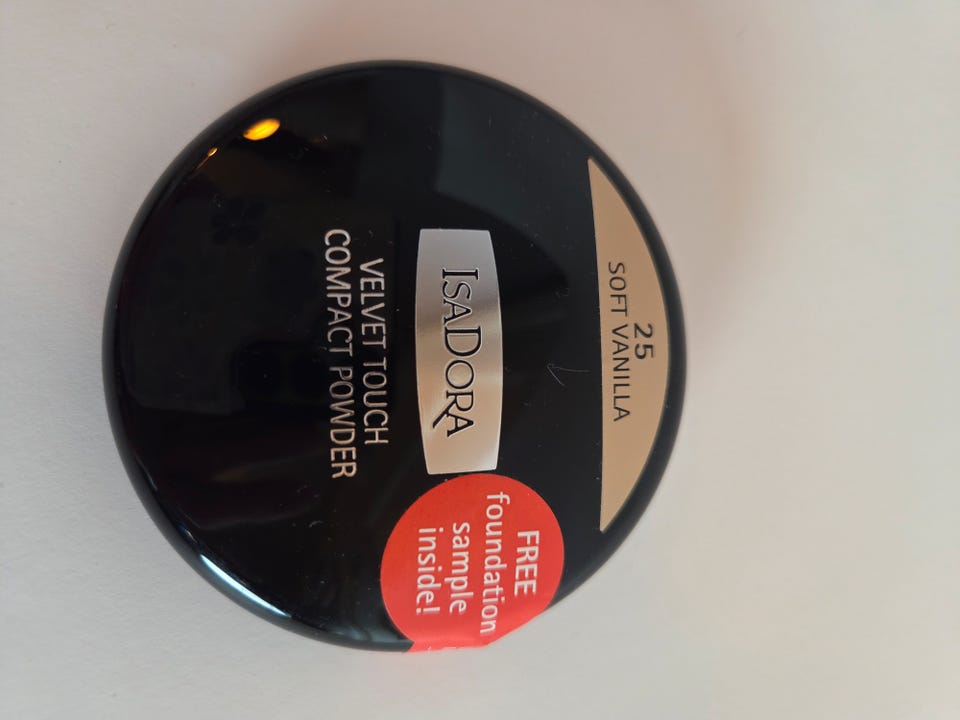 25
SOFT VANILLA
ISADORA
VELVET TOUCH
COMPACT POWDER
FREE
foundation
sample
inside!